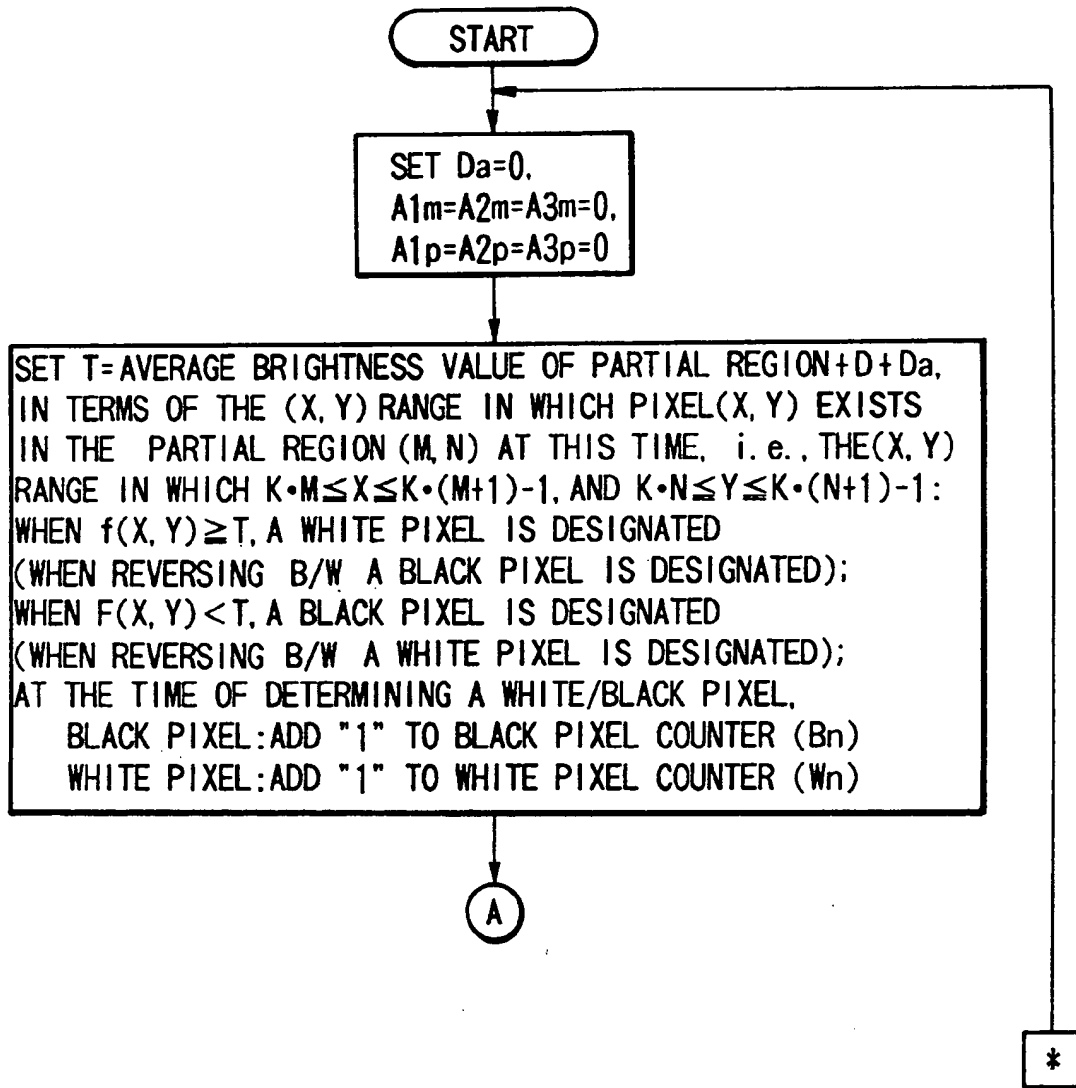 START
SET Da=0,
A1m=A2m=A3m=0,
A1p=A2p=A3p=0
SET T=AVERAGE BRIGHTNESS VALUE OF PARTIAL REGION+D+Da,
IN TERMS OF THE (X, Y) RANGE IN WHICH PIXEL(X, Y) EXISTS
IN THE PARTIAL REGION (M, N) AT THIS TIME, i.e., THE(X, Y)
RANGE IN WHICH K•M≦X≦K•(M+1)-1, AND K•N≦Y≦K•(N+1)-1:
WHEN f(X, Y)≧T, A WHITE PIXEL IS DESIGNATED
(WHEN REVERSING B/W A BLACK PIXEL IS DESIGNATED);
WHEN F(X, Y)<T, A BLACK PIXEL IS DESIGNATED
(WHEN REVERSING B/W A WHITE PIXEL IS DESIGNATED);
AT THE TIME OF DETERMINING A WHITE/BLACK PIXEL,
BLACK PIXEL:ADD "1" TO BLACK PIXEL COUNTER (Bn)
WHITE PIXEL:ADD "1" TO WHITE PIXEL COUNTER (Wn)
A
*